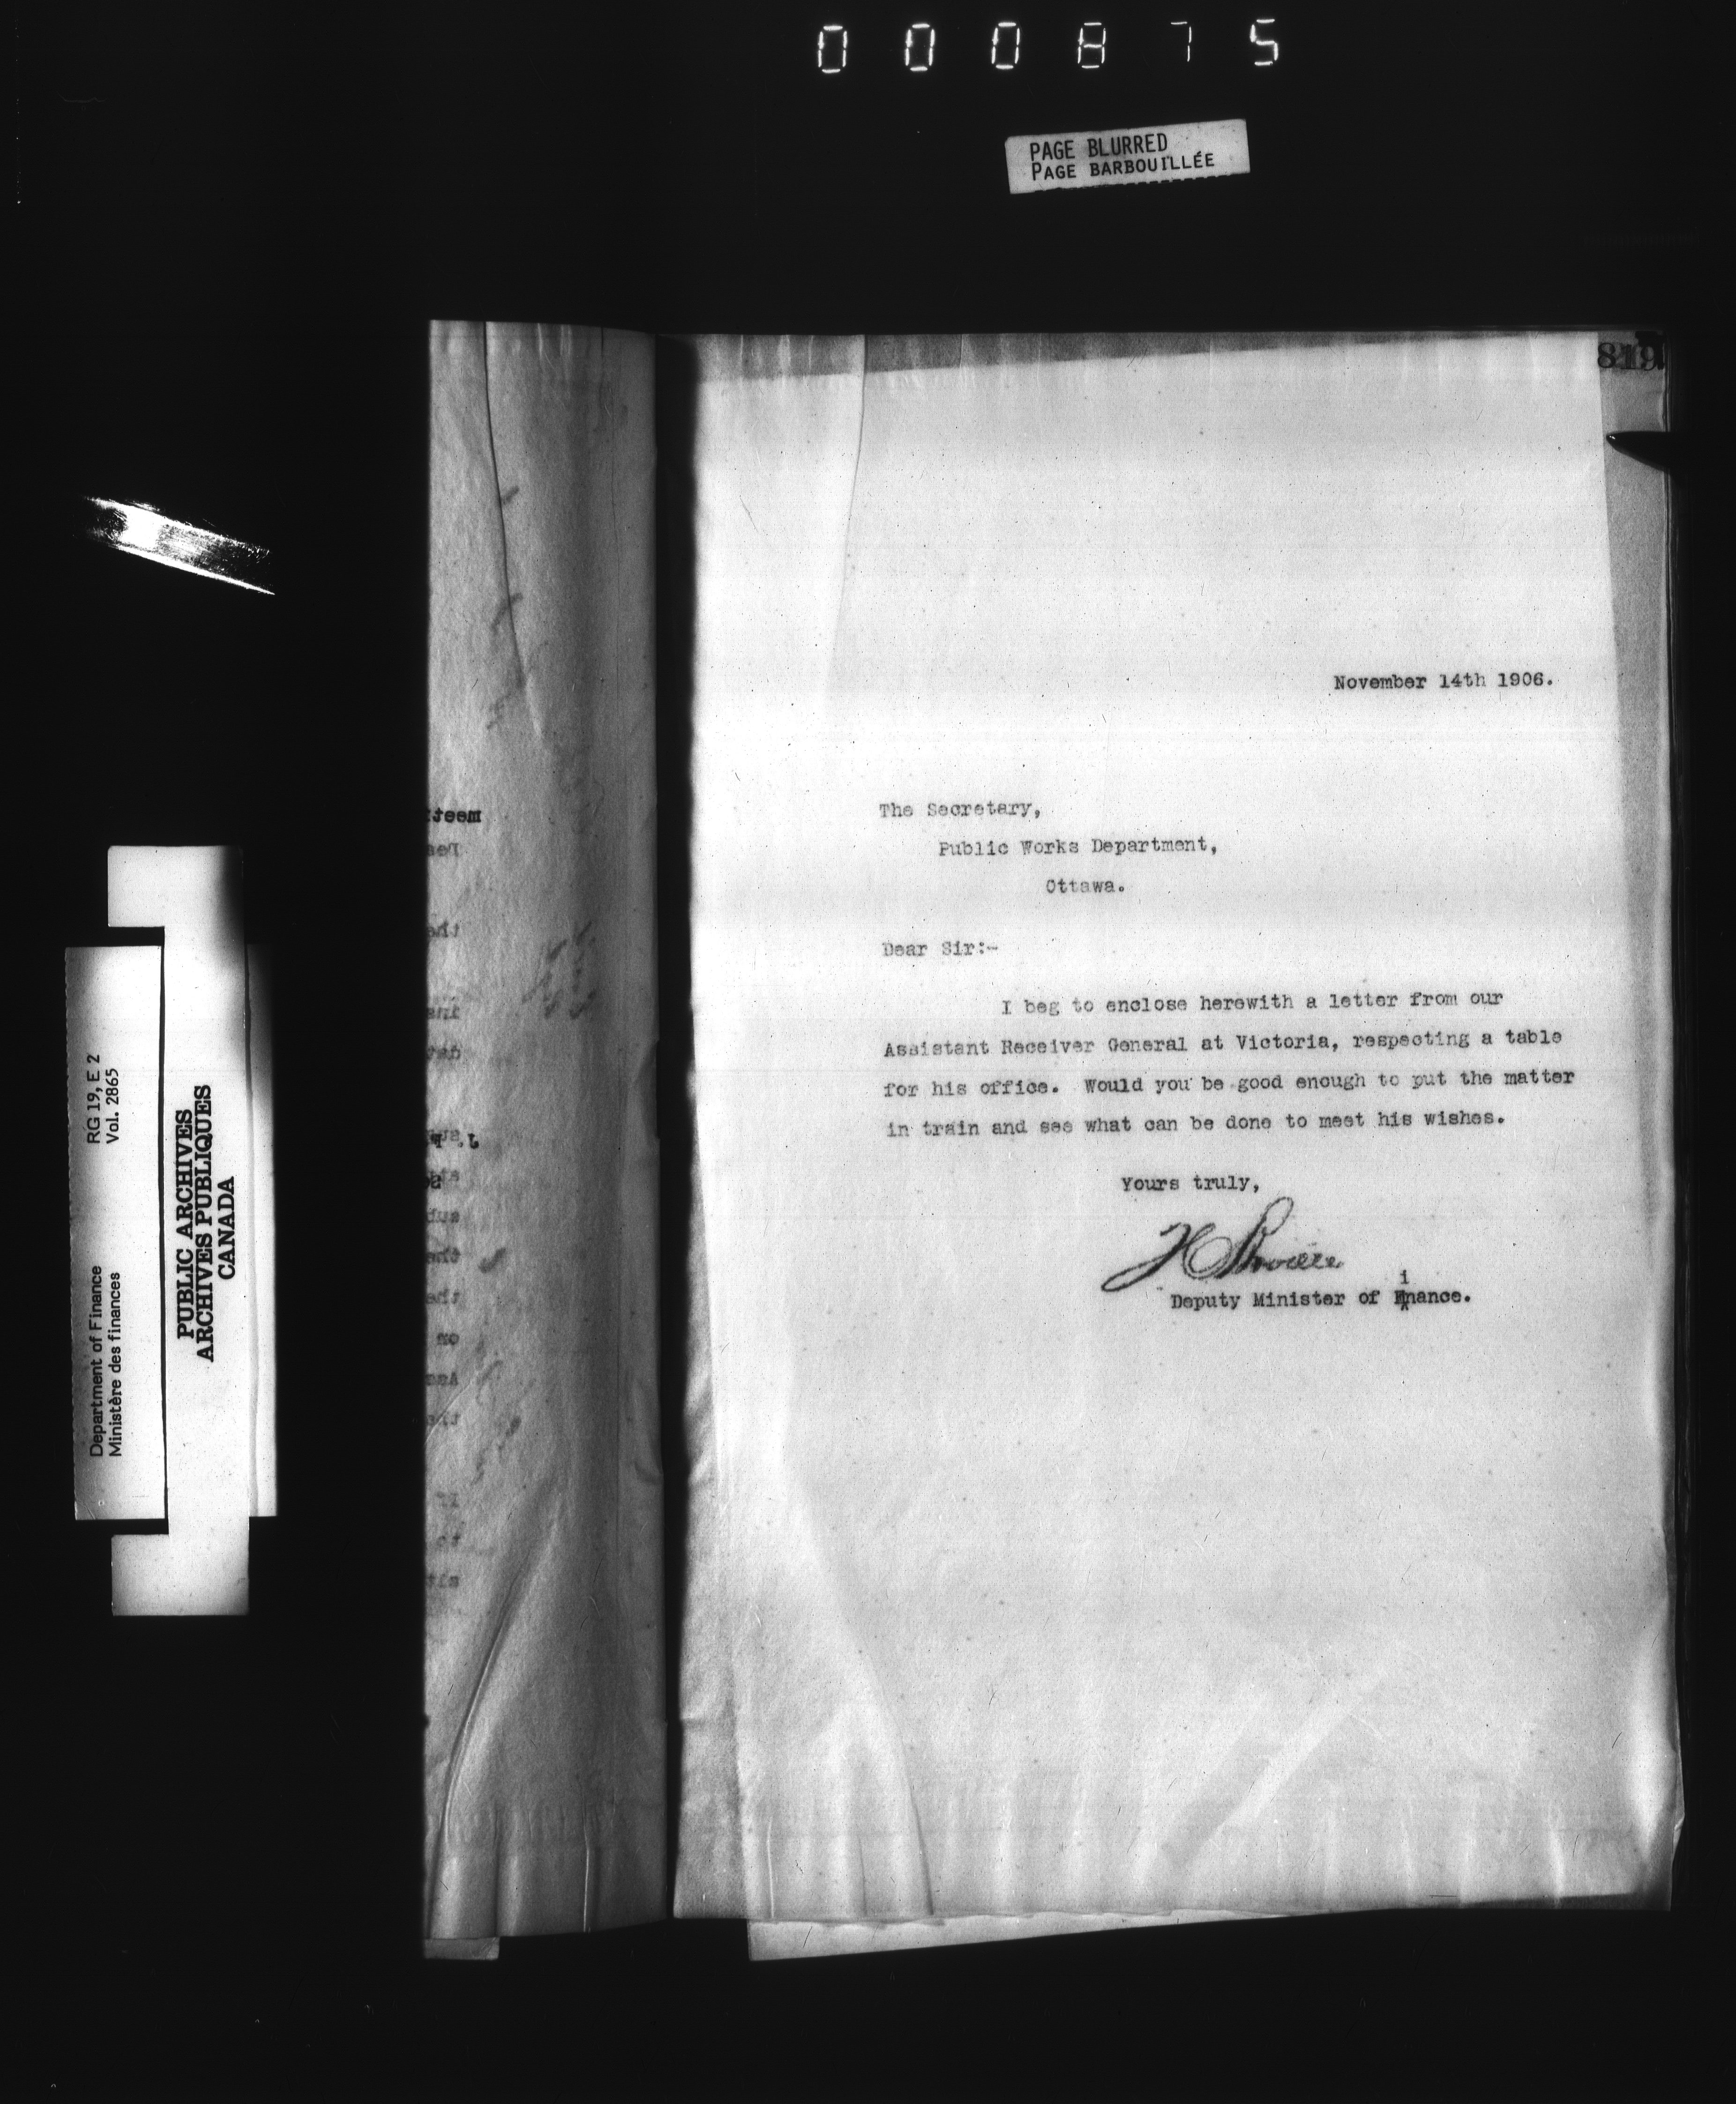 000875
PAGE BLURRED
PAGE BARBOUILLÉE
819
November 14th 1906.
The Secretary,
Public Works Department,
Ottawa.
Dear Sir:-
I beg to enclose herewith a letter from our
Assistant Receiver General at Victoria, respecting a table
for his office. Would you be good enough to put the matter
in train and see what can be done to meet his wishes.
Yours truly,
i
Deputy Minister of Fnance.
Department of Finance RG 19, E 2
Ministère des finances Vol. 2865
PUBLIC ARCHIVES
ARCHIVES PUBLIQUES
CANADA